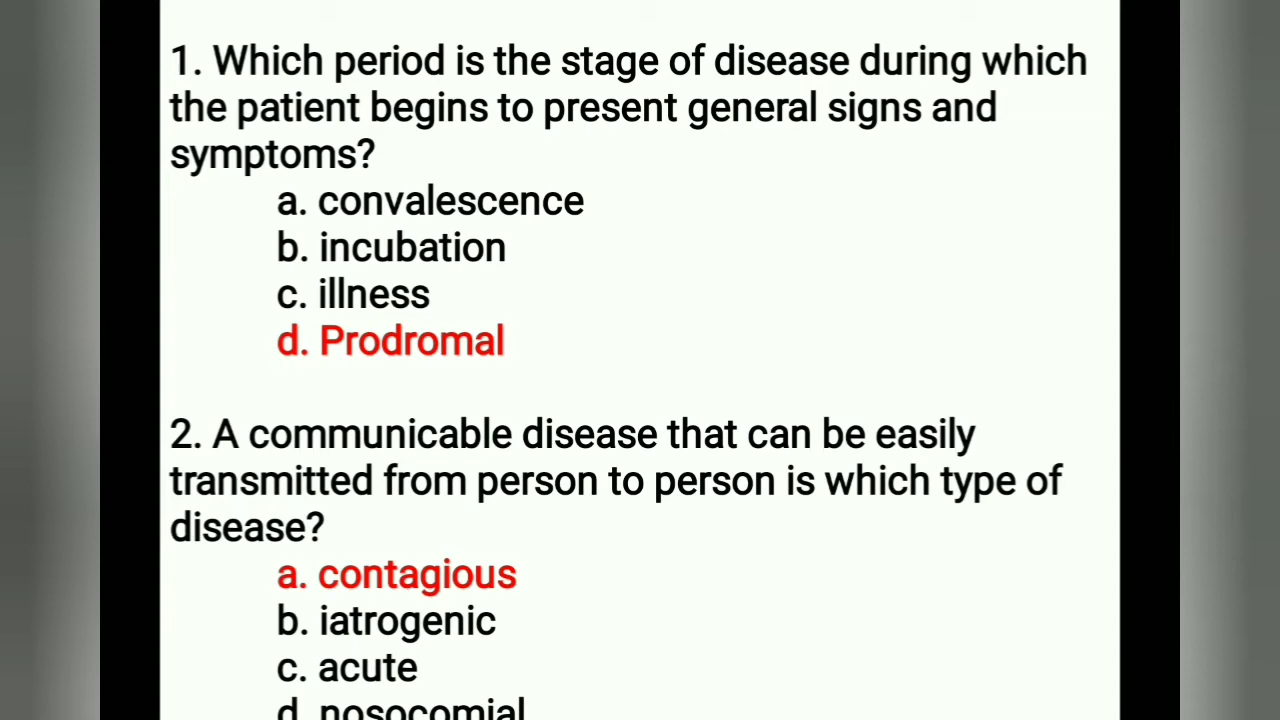 1. Which period is the stage of disease during which
the patient begins to present general signs and
symptoms?
a. convalescence
b. incubation
c. illness
d. Prodromal
2. A communicable disease that can be easily
transmitted from person to person is which type of
disease?
a. contagious
b. iatrogenic
c. acute
d. nosocomial